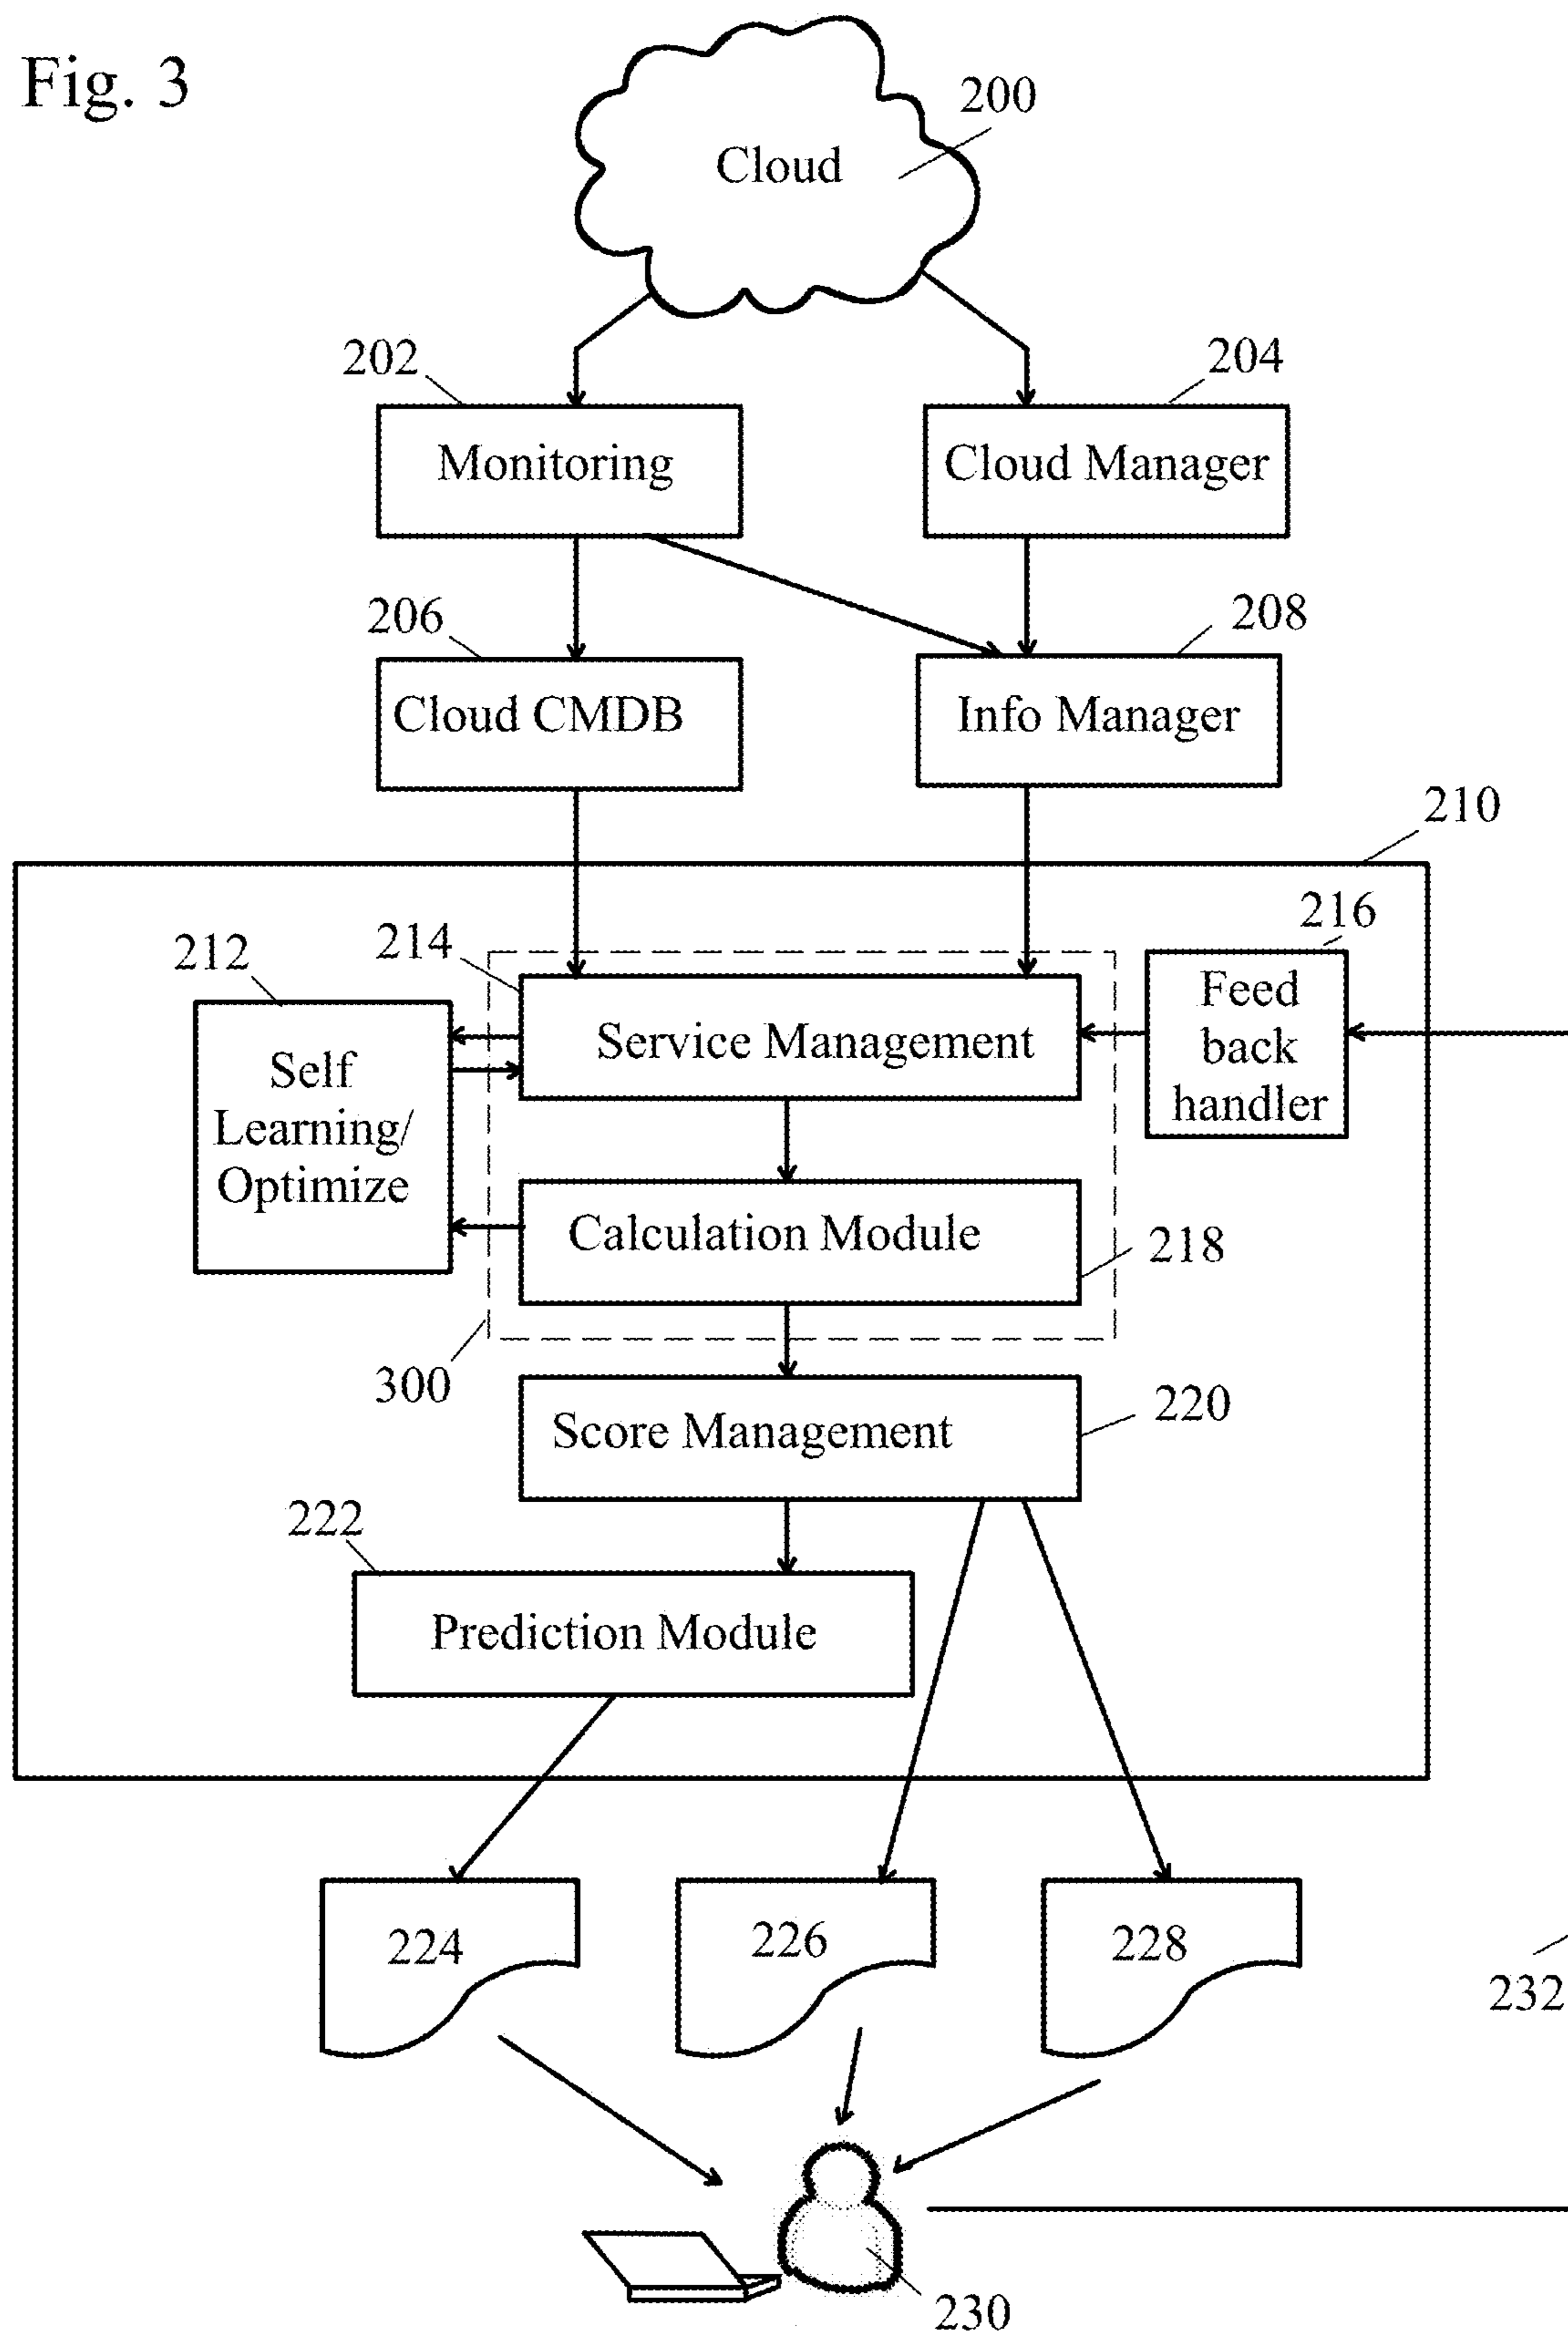 Fig. 3
200
Cloud
202
204
Monitoring
Cloud Manager
206
208
Cloud CMDB
Info Manager
210
216
214
212
Feed
back
handler
Service Management
Self
Learning/
Optimize
Calculation Module
218
300
220
Score Management
222
Prediction Module
224
226
228
232
230